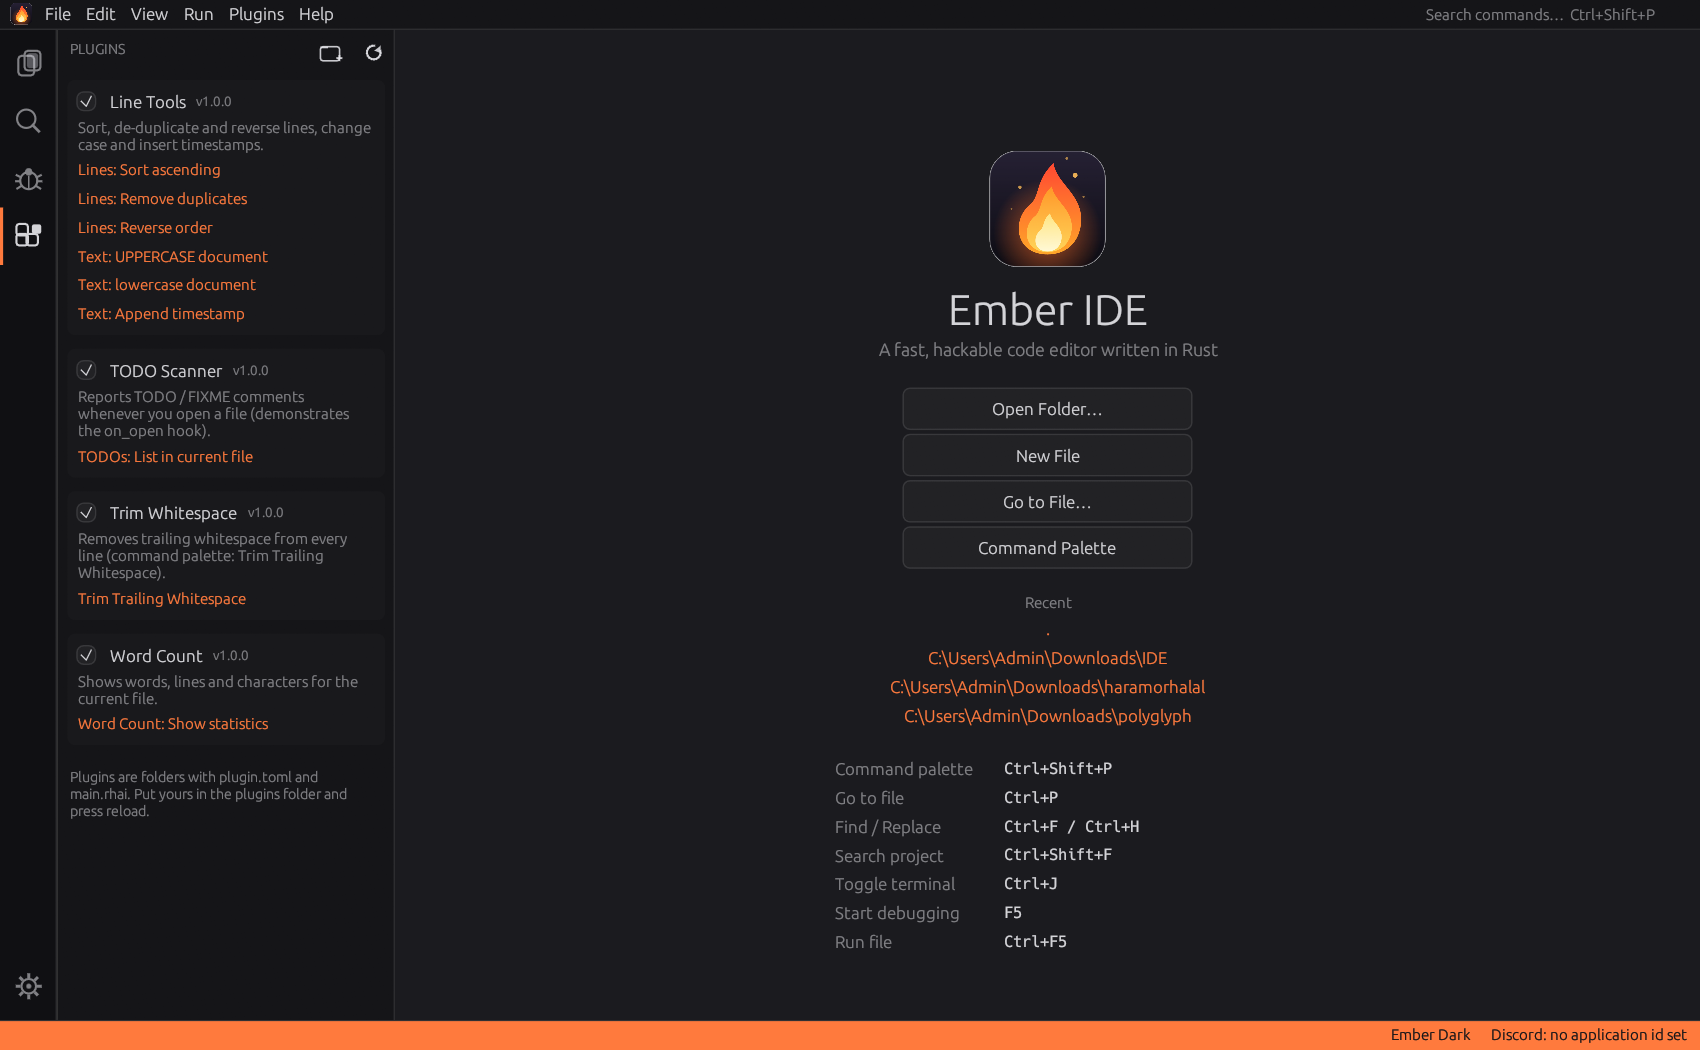 File Edit View Run Plugins Help
Search commands... Ctrl+Shift+P
PLUGINS
Line Tools v1.0.0
Sort, de-duplicate and reverse lines, change
case and insert timestamps.
Lines: Sort ascending
Lines: Remove duplicates
Lines: Reverse order
Text: UPPERCASE document
Text: lowercase document
Text: Append timestamp
TODO Scanner v1.0.0
Reports TODO / FIXME comments
whenever you open a file (demonstrates
the on_open hook).
TODOs: List in current file
Trim Whitespace v1.0.0
Removes trailing whitespace from every
line (command palette: Trim Trailing
Whitespace).
Trim Trailing Whitespace
Word Count v1.0.0
Shows words, lines and characters for the
current file.
Word Count: Show statistics
Plugins are folders with plugin.toml and
main.rhai. Put yours in the plugins folder and
press reload.
Ember IDE
A fast, hackable code editor written in Rust
Open Folder...
New File
Go to File...
Command Palette
Recent
.
C:\Users\Admin\Downloads\IDE
C:\Users\Admin\Downloads\haramorhalal
C:\Users\Admin\Downloads\polyglyph
Command palette Ctrl+Shift+P
Go to file Ctrl+P
Find / Replace Ctrl+F / Ctrl+H
Search project Ctrl+Shift+F
Toggle terminal Ctrl+J
Start debugging F5
Run file Ctrl+F5
Ember Dark Discord: no application id set